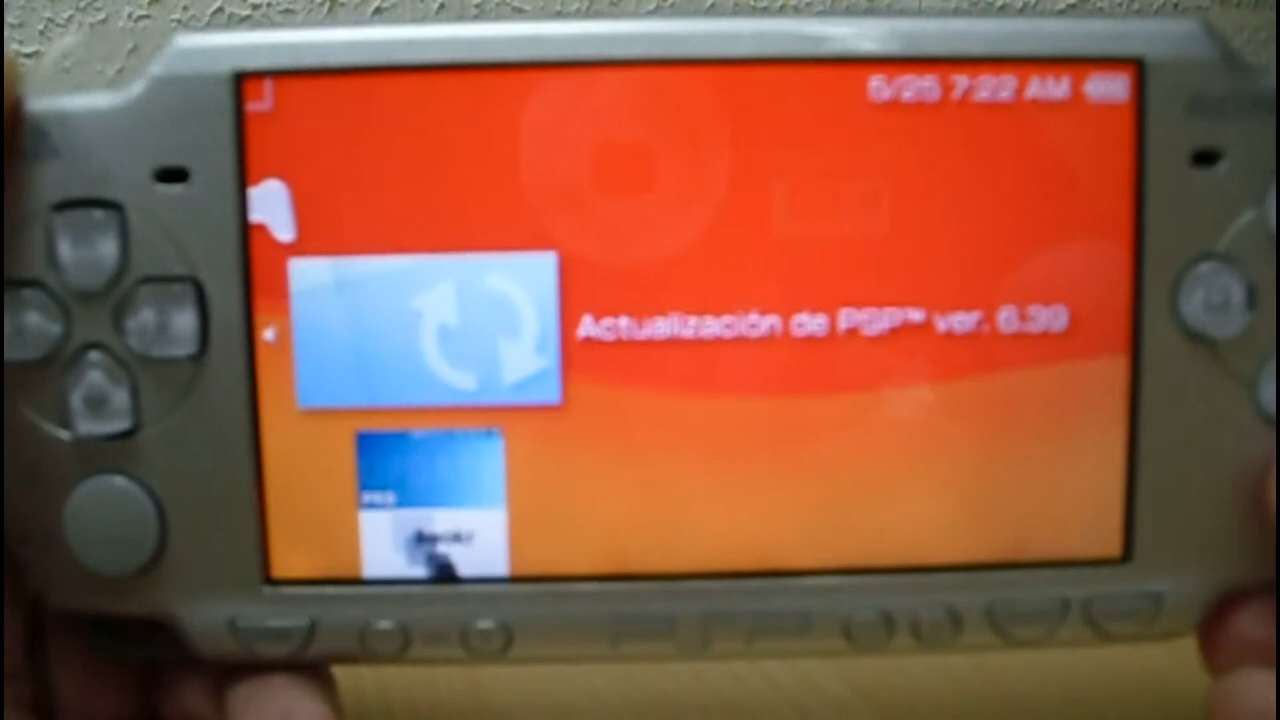 5/25 7:22 AM
Actualización de PSP™ ver. 6.39